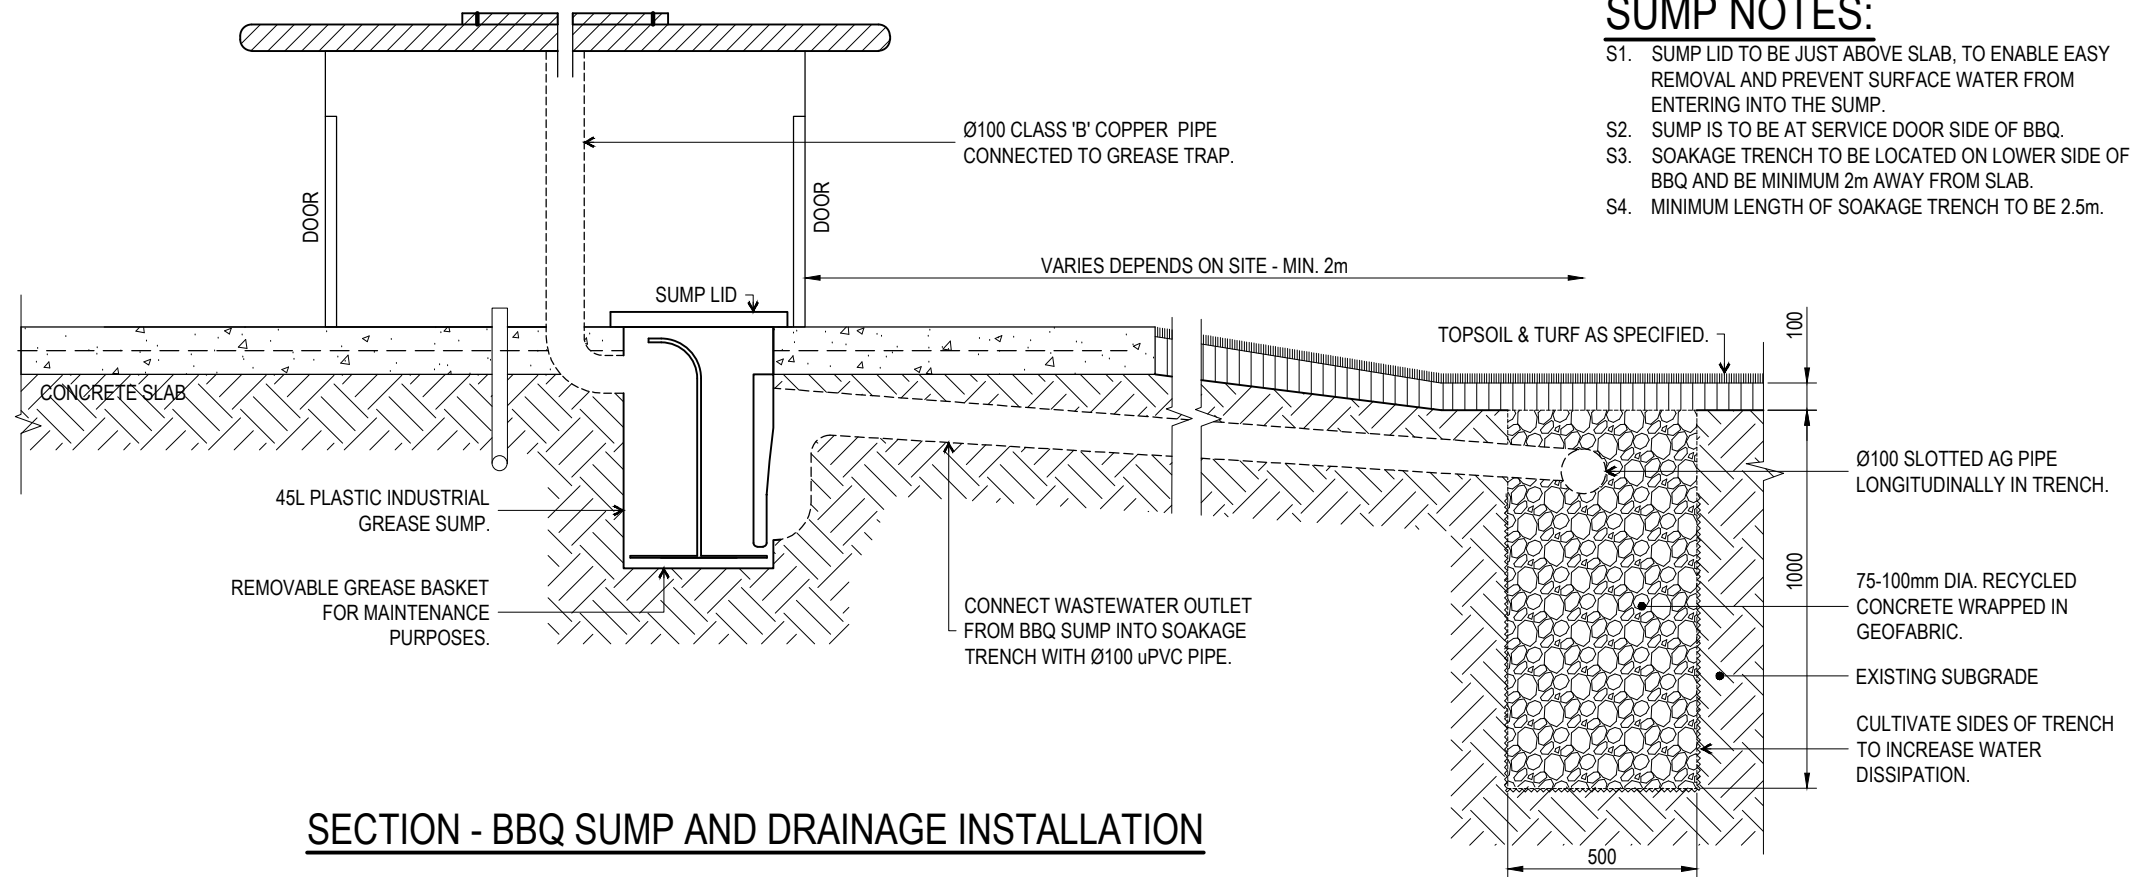 SUMP NOTES:
S1. SUMP LID TO BE JUST ABOVE SLAB, TO ENABLE EASY
REMOVAL AND PREVENT SURFACE WATER FROM
ENTERING INTO THE SUMP.
S2. SUMP IS TO BE AT SERVICE DOOR SIDE OF BBQ.
S3. SOAKAGE TRENCH TO BE LOCATED ON LOWER SIDE OF
BBQ AND BE MINIMUM 2m AWAY FROM SLAB.
S4. MINIMUM LENGTH OF SOAKAGE TRENCH TO BE 2.5m.
Ø100 CLASS 'B' COPPER PIPE
CONNECTED TO GREASE TRAP.
DOOR
DOOR
VARIES DEPENDS ON SITE - MIN. 2m
SUMP LID
TOPSOIL & TURF AS SPECIFIED.
100
CONCRETE SLAB
Ø100 SLOTTED AG PIPE
LONGITUDINALLY IN TRENCH.
45L PLASTIC INDUSTRIAL
GREASE SUMP.
1000
REMOVABLE GREASE BASKET
FOR MAINTENANCE
PURPOSES.
CONNECT WASTEWATER OUTLET
FROM BBQ SUMP INTO SOAKAGE
TRENCH WITH Ø100 uPVC PIPE.
75-100mm DIA. RECYCLED
CONCRETE WRAPPED IN
GEOFABRIC.
EXISTING SUBGRADE
CULTIVATE SIDES OF TRENCH
TO INCREASE WATER
DISSIPATION.
SECTION - BBQ SUMP AND DRAINAGE INSTALLATION
500